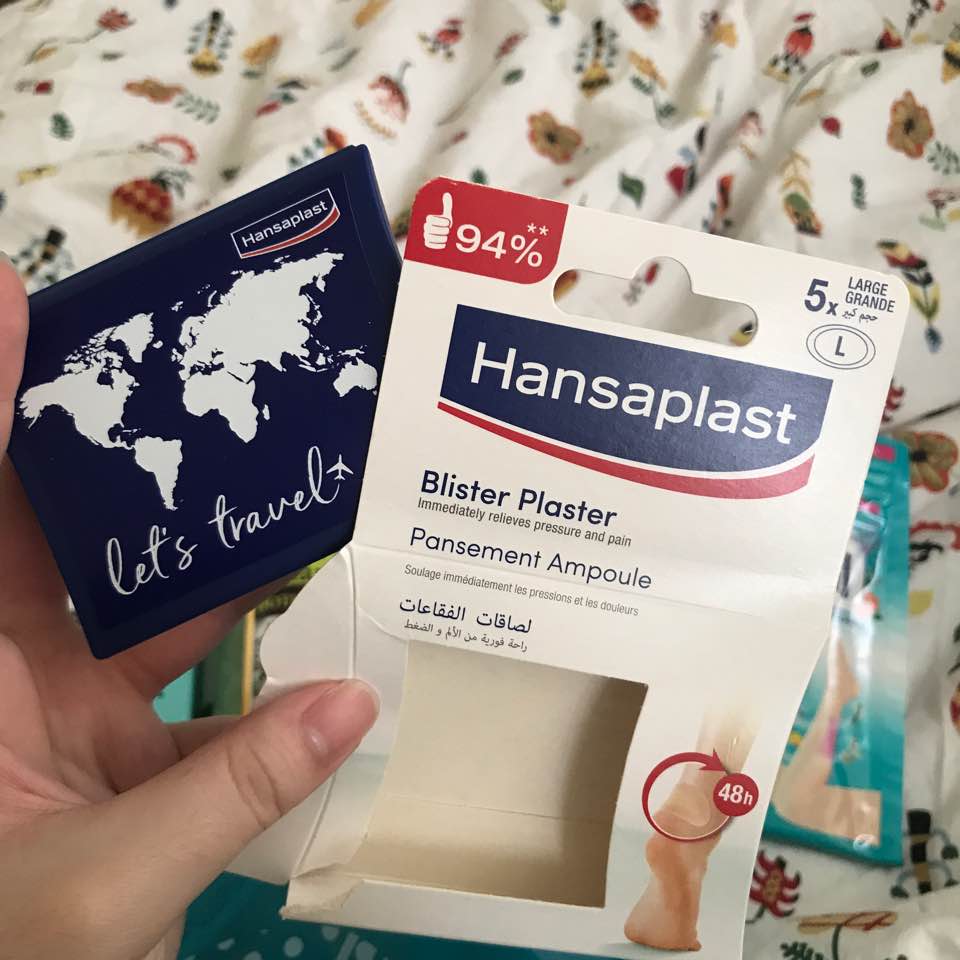 Hansaplast
let's travel
94%**
5x LARGE
GRANDE
حجم كبير
L
Hansaplast
Blister Plaster
Immediately relieves pressure and pain
Pansement Ampoule
Soulage immédiatement les pressions et les douleurs
لصاقات الفقاعات
راحة فورية من الألم و الضغط
48h